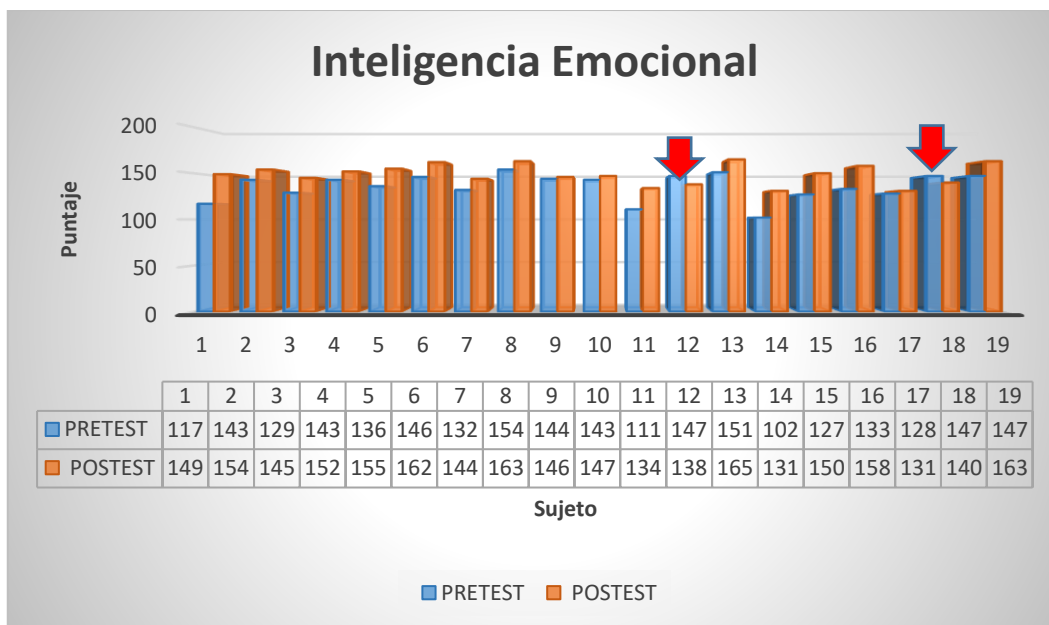 Inteligencia Emocional
Puntaje
200
150
100
50
0
1 2 3 4 5 6 7 8 9 10 11 12 13 14 15 16 17 18 19
1 2 3 4 5 6 7 8 9 10 11 12 13 14 15 16 17 18 19
PRETEST 117 143 129 143 136 146 132 154 144 143 111 147 151 102 127 133 128 147 147
POSTEST 149 154 145 152 155 162 144 163 146 147 134 138 165 131 150 158 131 140 163
Sujeto
PRETEST POSTEST